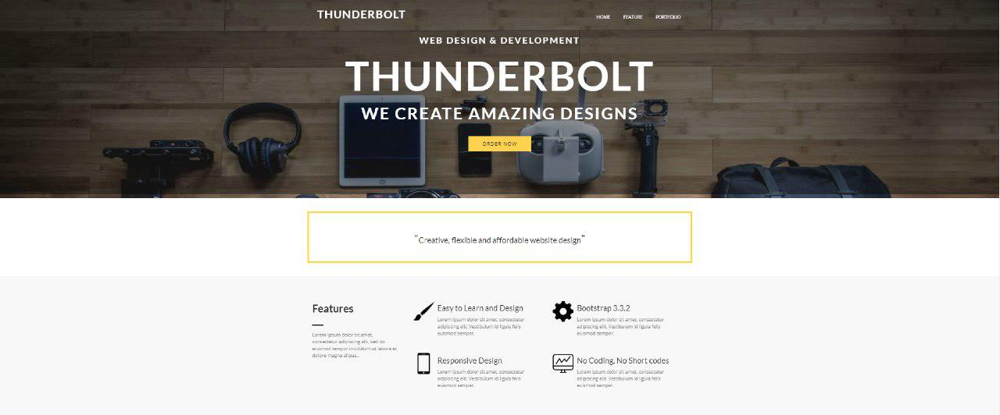 THUNDERBOLT
HOME FEATURE PORTFOLIO
WEB DESIGN & DEVELOPMENT
THUNDERBOLT
WE CREATE AMAZING DESIGNS
ORDER NOW
“Creative, flexible and affordable website design”
Features
Lorem ipsum dolor sit amet,
consectetur adipiscing elit, sed do
eiusmod tempor incididunt ut labore et
dolore magna aliqua..
Easy to Learn and Design
Lorem ipsum dolor sit amet, consectetur
adipiscing elit. Vestibulum id ligula felis
euismod semper.
Bootstrap 3.3.2
Lorem ipsum dolor sit amet, consectetur
adipiscing elit. Vestibulum id ligula felis
euismod semper.
Responsive Design
Lorem ipsum dolor sit amet, consectetur
adipiscing elit. Vestibulum id ligula felis
euismod semper.
No Coding, No Short codes
Lorem ipsum dolor sit amet, consectetur
adipiscing elit. Vestibulum id ligula felis
euismod semper.